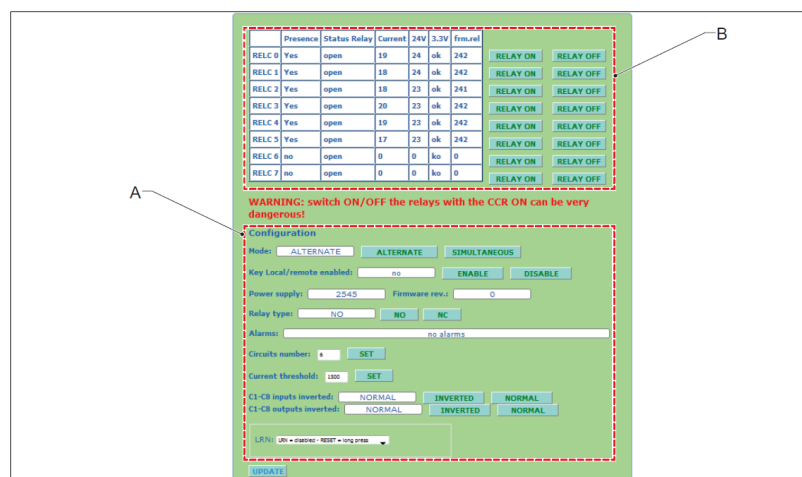 Presence Status Relay Current 24V 3.3V frm.rel
RELC 0 Yes open 19 24 ok 242 RELAY ON RELAY OFF
RELC 1 Yes open 18 24 ok 242 RELAY ON RELAY OFF
RELC 2 Yes open 18 23 ok 241 RELAY ON RELAY OFF
RELC 3 Yes open 20 23 ok 242 RELAY ON RELAY OFF
RELC 4 Yes open 19 23 ok 242 RELAY ON RELAY OFF
RELC 5 Yes open 17 23 ok 242 RELAY ON RELAY OFF
RELC 6 no open 0 0 ko 0 RELAY ON RELAY OFF
RELC 7 no open 0 0 ko 0 RELAY ON RELAY OFF
B
A
WARNING: switch ON/OFF the relays with the CCR ON can be very
dangerous!
Configuration
Mode: ALTERNATE ALTERNATE SIMULTANEOUS
Key Local/remote enabled: no ENABLE DISABLE
Power supply: 2545 Firmware rev.: 0
Relay type: NO NO NC
Alarms: no alarms
Circuits number: 6 SET
Current threshold: 1500 SET
C1-C8 inputs inverted: NORMAL INVERTED NORMAL
C1-C8 outputs inverted: NORMAL INVERTED NORMAL
LRN: LRN = disabled - RESET = long press
UPDATE